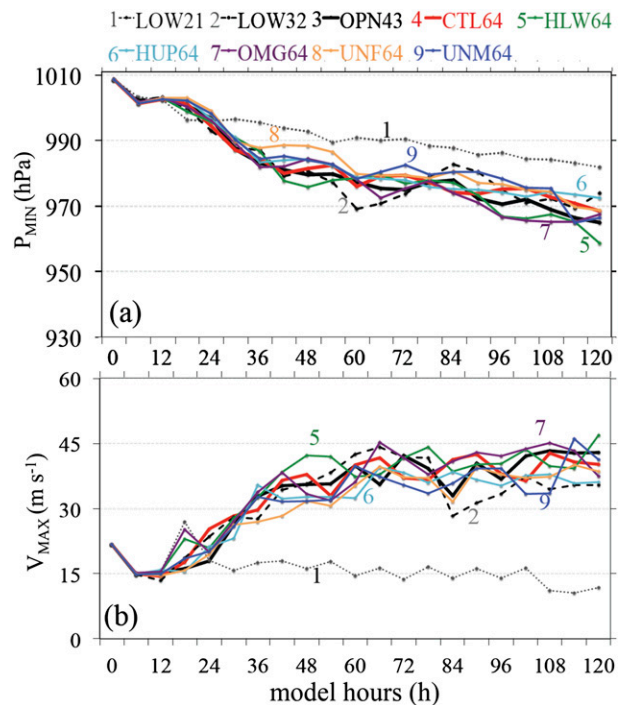 1 LOW21 2 LOW32 3 OPN43 4 CTL64 5 HLW64
6 HUP64 7 OMG64 8 UNF64 9 UNM64
1010
990
970
950
930
P_MIN (hPa)
1
8
9
2
6
7
5
(a)
0 12 24 36 48 60 72 84 96 108 120
60
45
30
15
0
V_MAX (m s⁻¹)
5
7
6
2
9
1
(b)
0 12 24 36 48 60 72 84 96 108 120
model hours (h)